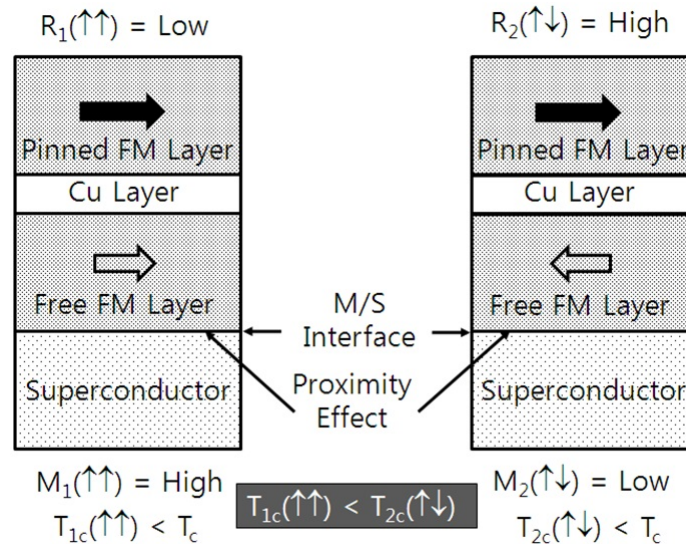 R₁(↑↑) = Low
R₂(↑↓) = High
Pinned FM Layer
Cu Layer
Free FM Layer
Superconductor
Pinned FM Layer
Cu Layer
Free FM Layer
Superconductor
M/S
Interface
Proximity
Effect
M₁(↑↑) = High
T₁c(↑↑) < Tc
T₁c(↑↑) < T₂c(↑↓)
M₂(↑↓) = Low
T₂c(↑↓) < Tc